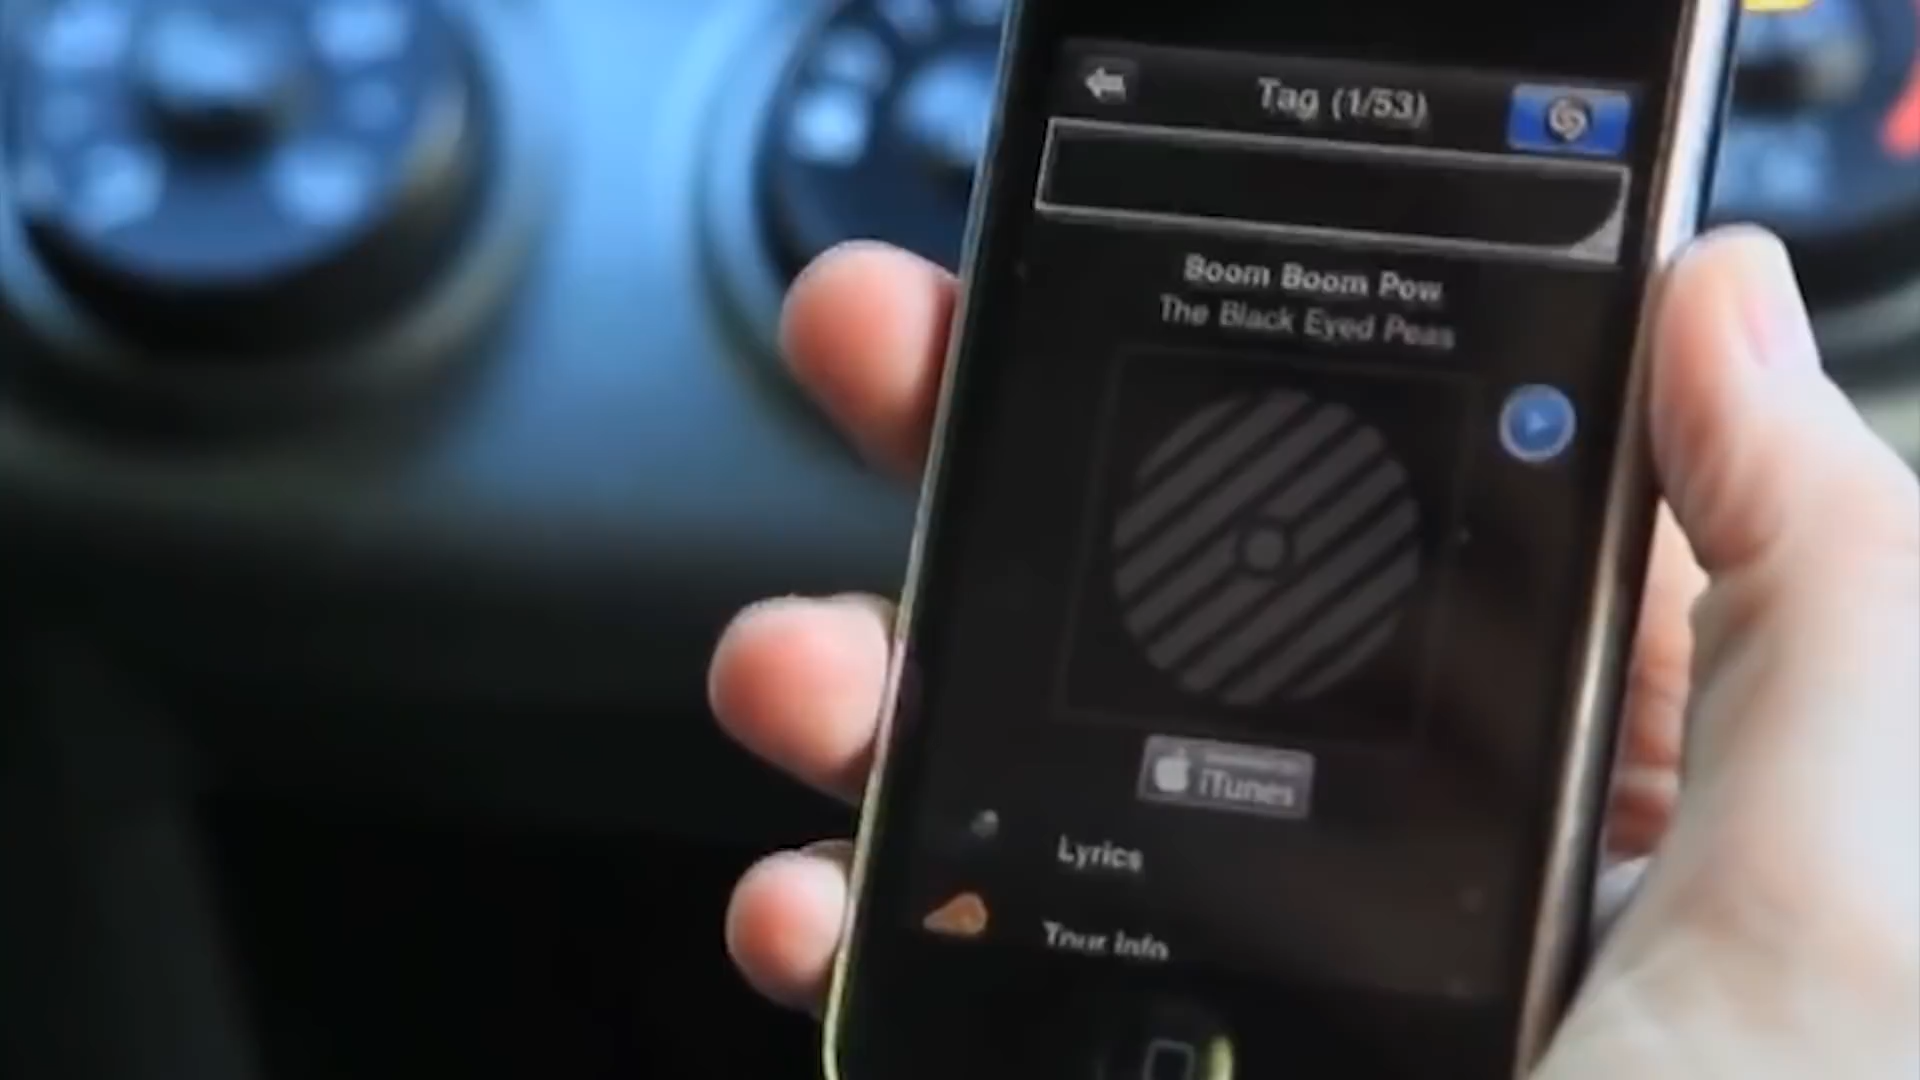 Tag (1/53)
Boom Boom Pow
The Black Eyed Peas
iTunes
Lyrics
Tour Info